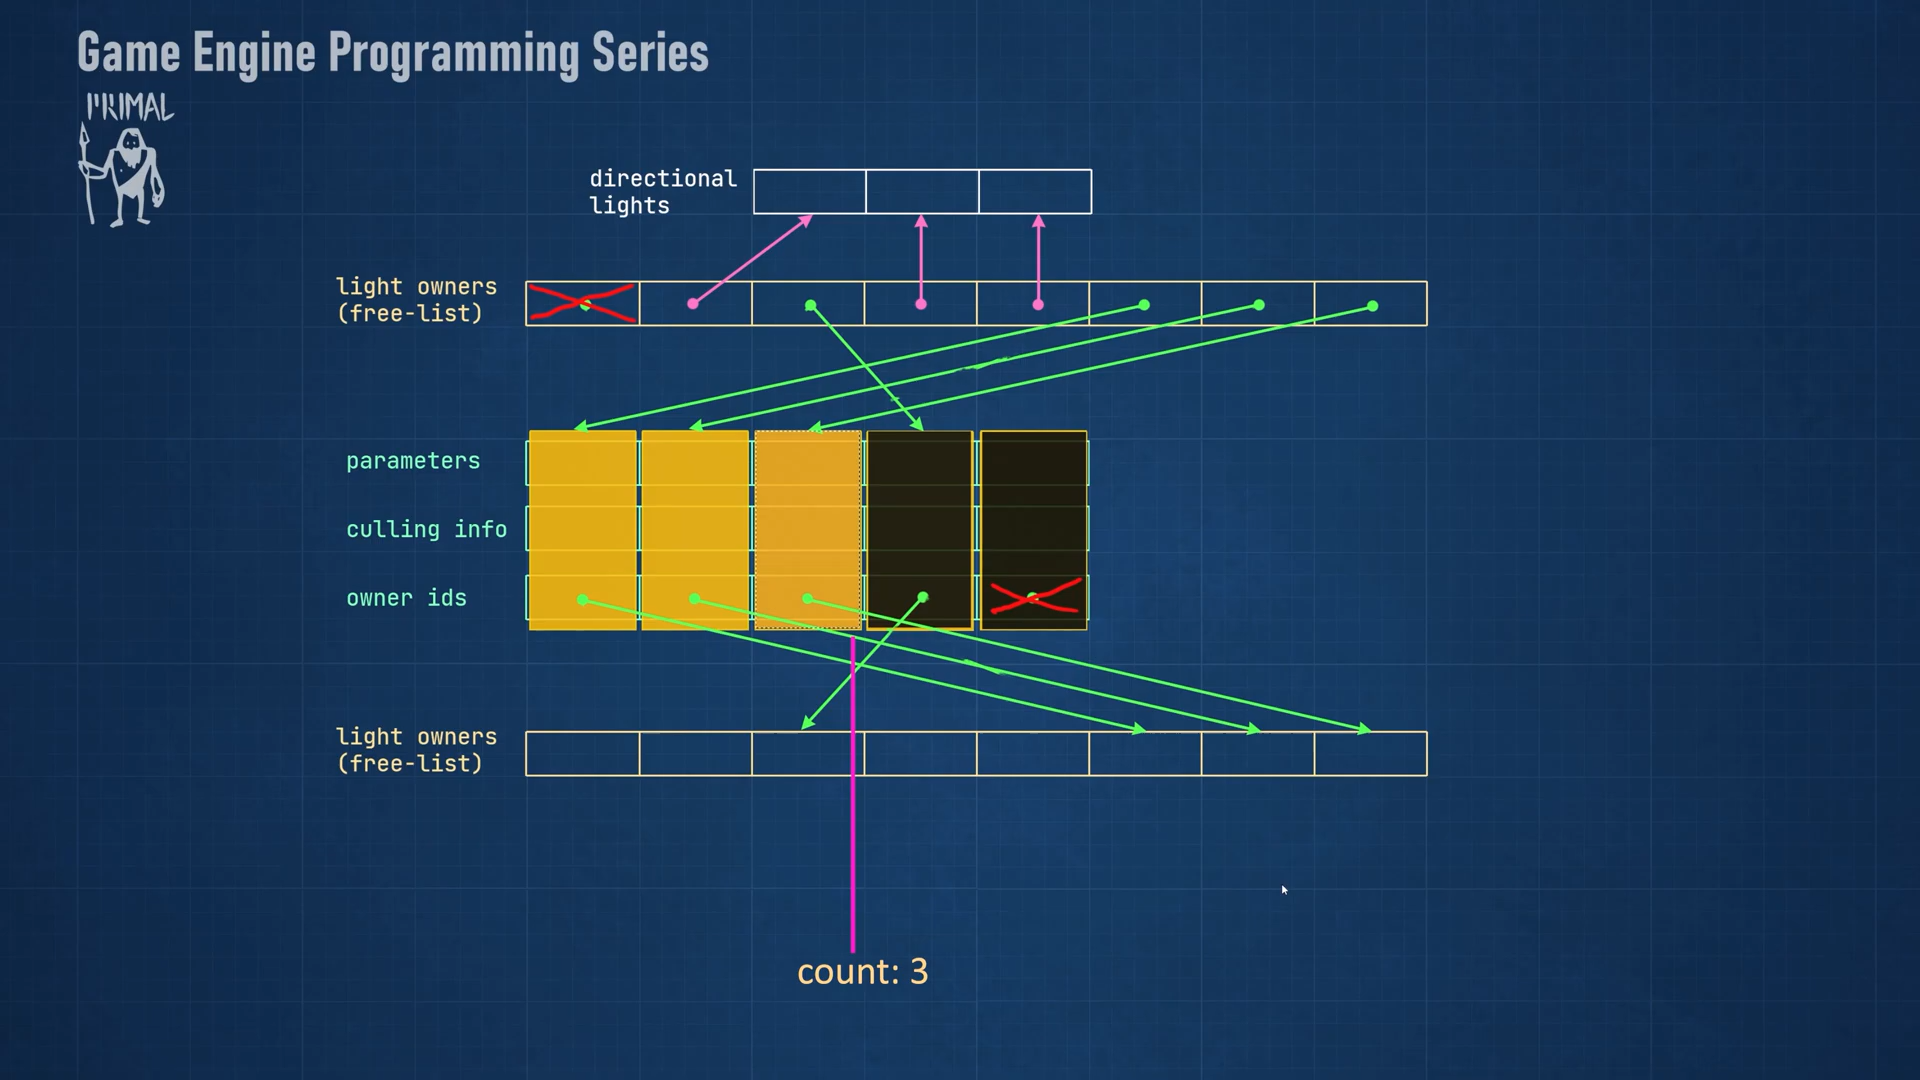 Game Engine Programming Series
PRIMAL
directional
lights
light owners
(free-list)
parameters
culling info
owner ids
light owners
(free-list)
count: 3